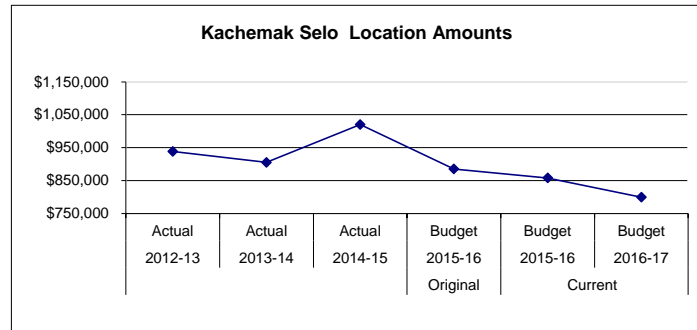 Kachemak Selo Location Amounts
$1,150,000
$1,050,000
$950,000
$850,000
$750,000
Actual Actual Actual Budget Budget Budget
2012-13 2013-14 2014-15 2015-16 2015-16 2016-17
Original Current